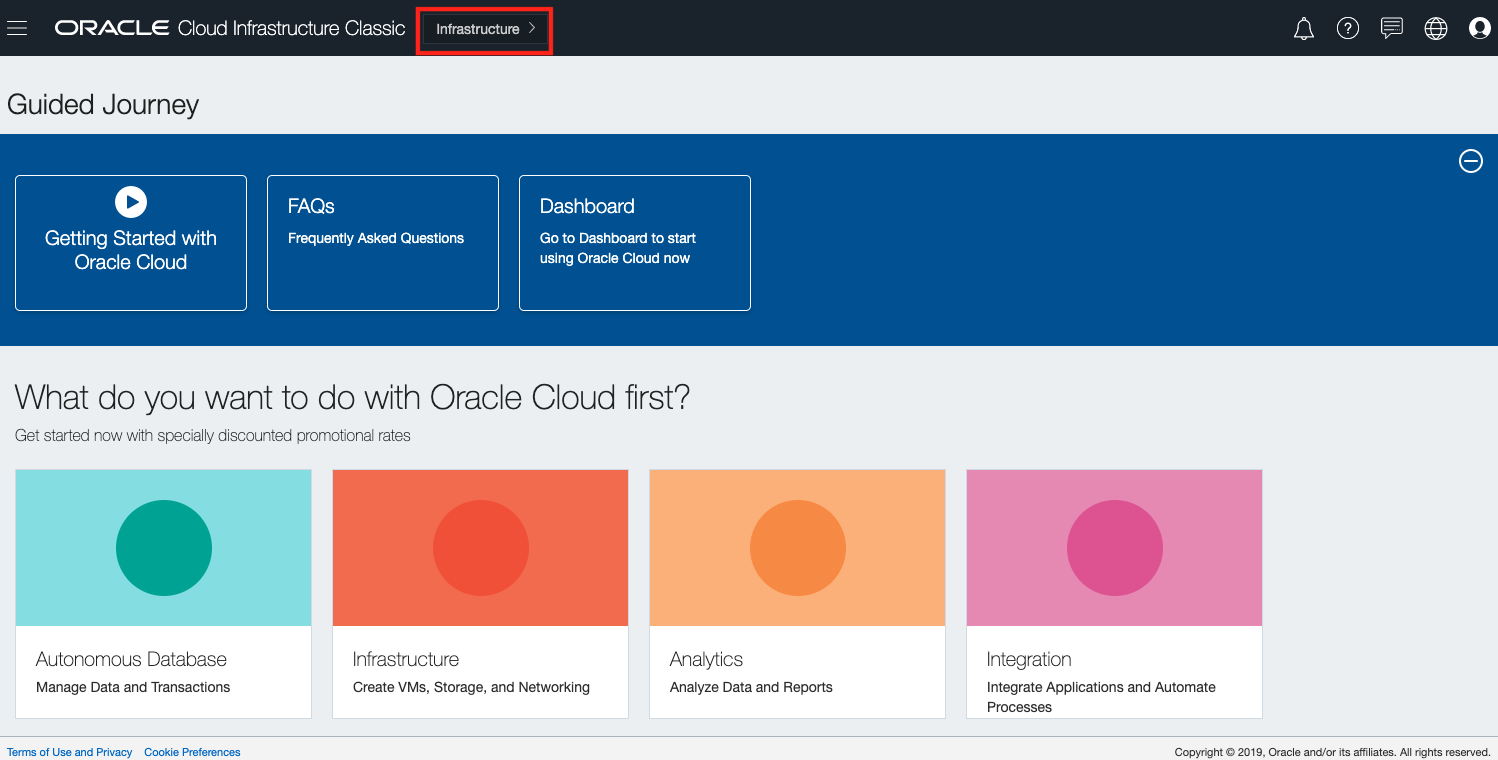 ORACLE Cloud Infrastructure Classic Infrastructure >
Guided Journey
Getting Started with
Oracle Cloud
FAQs
Frequently Asked Questions
Dashboard
Go to Dashboard to start
using Oracle Cloud now
What do you want to do with Oracle Cloud first?
Get started now with specially discounted promotional rates
Autonomous Database
Manage Data and Transactions
Infrastructure
Create VMs, Storage, and Networking
Analytics
Analyze Data and Reports
Integration
Integrate Applications and Automate
Processes
Terms of Use and Privacy Cookie Preferences
Copyright © 2019, Oracle and/or its affiliates. All rights reserved.